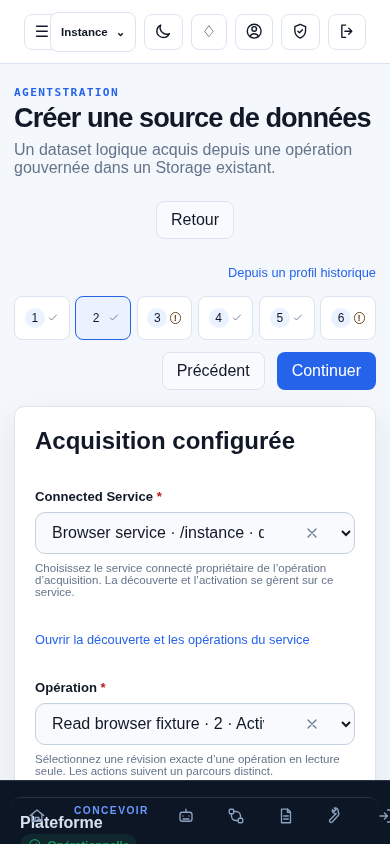 Instance
AGENTSTRATION
Créer une source de données
Un dataset logique acquis depuis une opération
gouvernée dans un Storage existant.
Retour
Depuis un profil historique
1 2 3 4 5 6
Précédent Continuer
Acquisition configurée
Connected Service *
Browser service · /instance ·
Choisissez le service connecté propriétaire de l’opération
d’acquisition. La découverte et l’activation se gèrent sur ce
service.
Ouvrir la découverte et les opérations du service
Opération *
Read browser fixture · 2 ·
Sélectionnez une révision exacte d’une opération en lecture
seule. Les actions suivent un parcours distinct.
CONCEVOIR
Plateforme
Opérationnelle